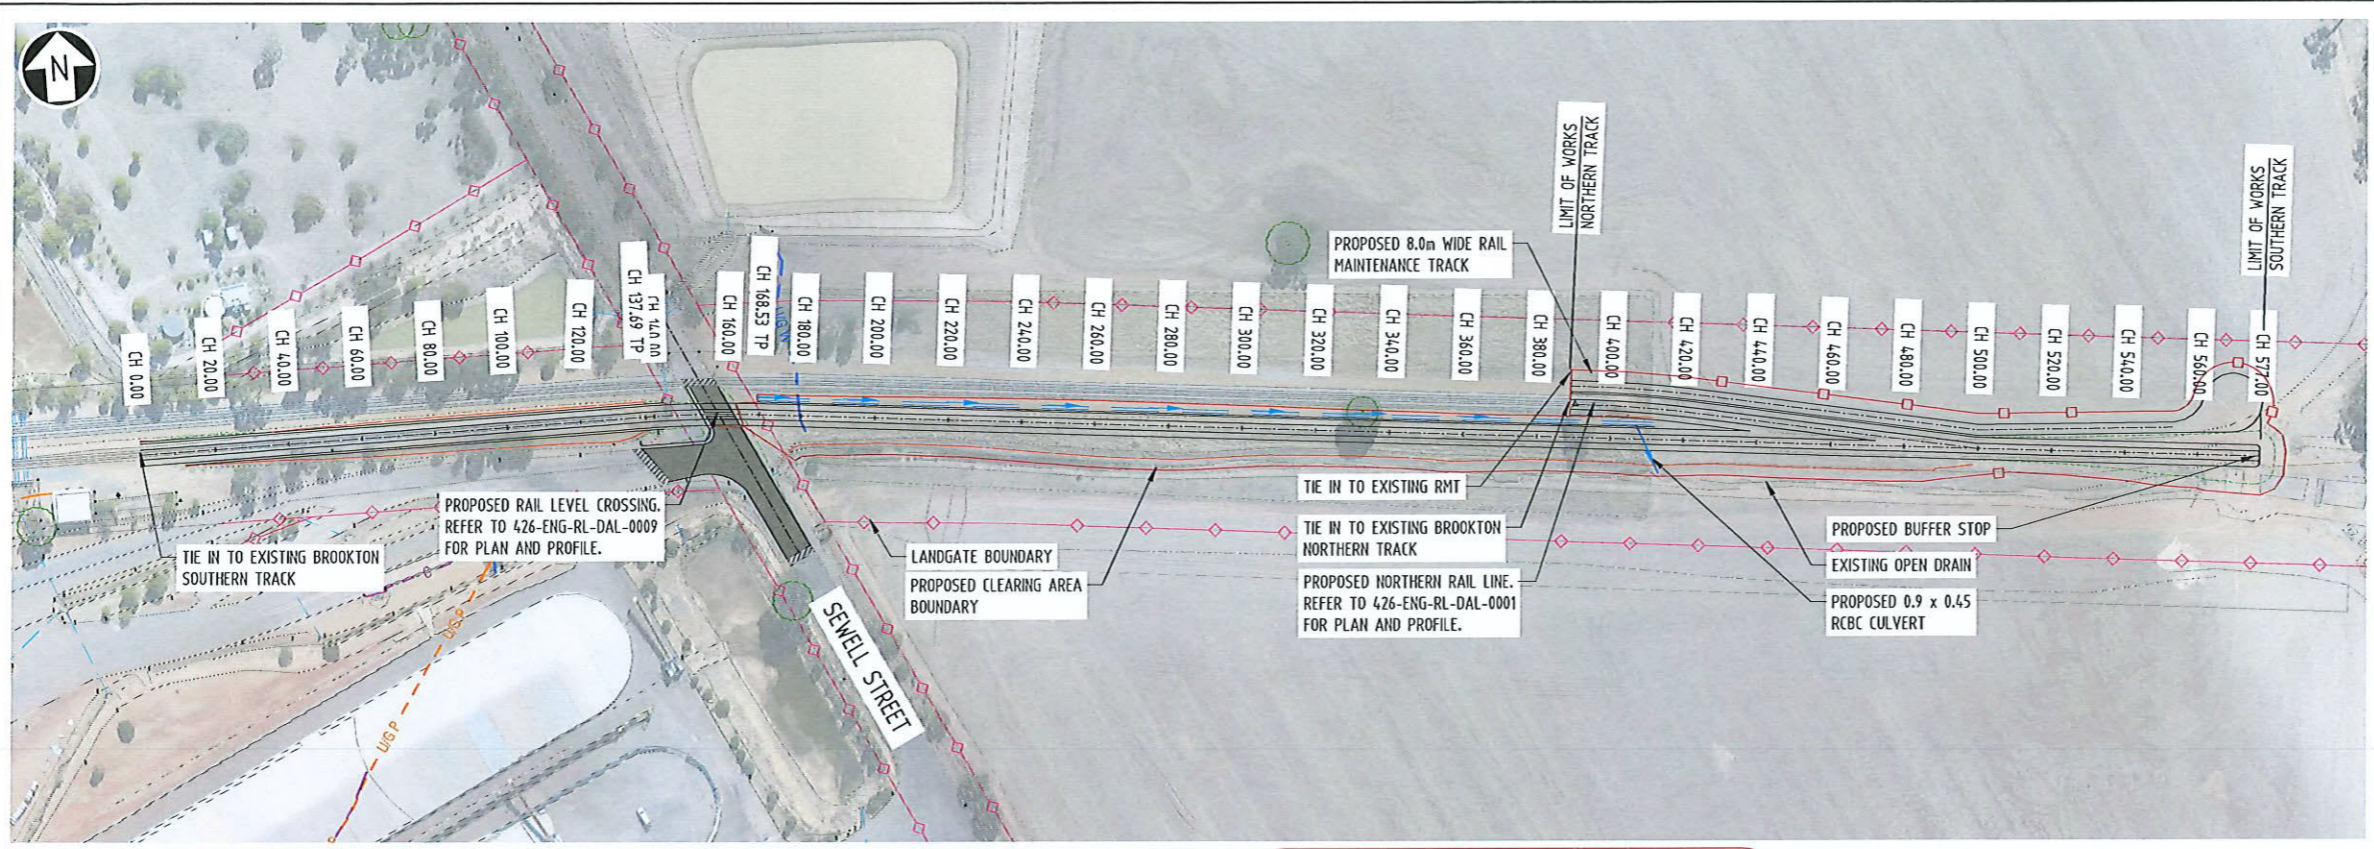 N
LIMIT OF WORKS
NORTHERN TRACK
LIMIT OF WORKS
SOUTHERN TRACK
PROPOSED 8.0m WIDE RAIL
MAINTENANCE TRACK
CH 0.00
CH 20.00
CH 40.00
CH 60.00
CH 80.00
CH 100.00
CH 120.00
CH 137.69 TP
CH 140.00
CH 160.00
CH 168.53 TP
CH 180.00
CH 200.00
CH 220.00
CH 240.00
CH 260.00
CH 280.00
CH 300.00
CH 320.00
CH 340.00
CH 360.00
CH 380.00
CH 400.00
CH 420.00
CH 440.00
CH 460.00
CH 480.00
CH 500.00
CH 520.00
CH 540.00
CH 560.00
CH 577.00
TIE IN TO EXISTING BROOKTON
SOUTHERN TRACK
PROPOSED RAIL LEVEL CROSSING.
REFER TO 426-ENG-RL-DAL-0009
FOR PLAN AND PROFILE.
LANDGATE BOUNDARY
PROPOSED CLEARING AREA
BOUNDARY
TIE IN TO EXISTING RMT
TIE IN TO EXISTING BROOKTON
NORTHERN TRACK
PROPOSED NORTHERN RAIL LINE.
REFER TO 426-ENG-RL-DAL-0001
FOR PLAN AND PROFILE.
PROPOSED BUFFER STOP
EXISTING OPEN DRAIN
PROPOSED 0.9 x 0.45
RCBC CULVERT
SEWELL STREET
U/G P
U/G P